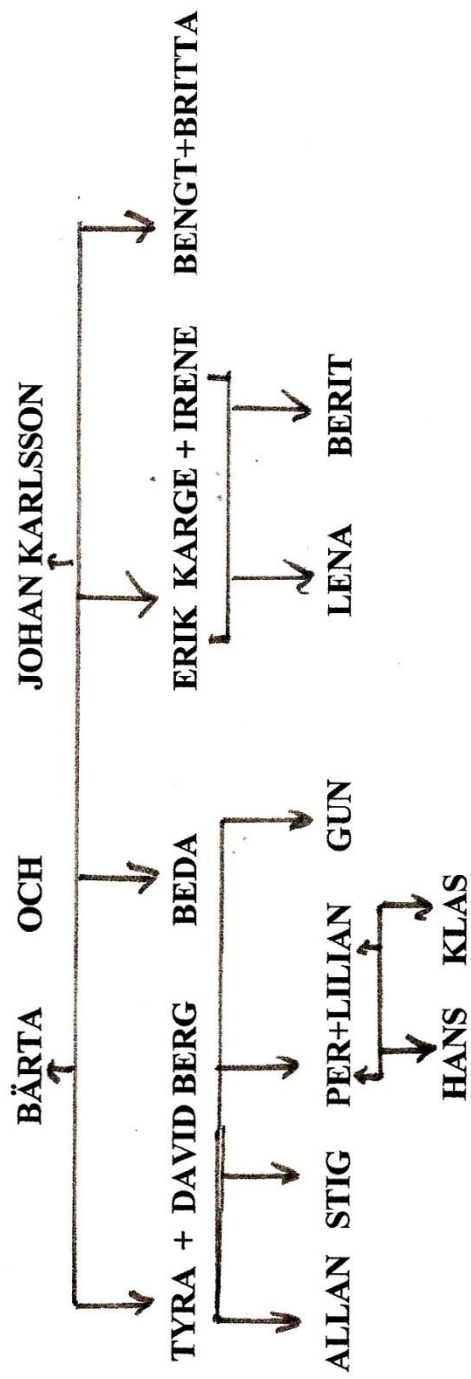 BÄRTA OCH JOHAN KARLSSON
TYRA + DAVID BERG BEDA ERIK KARGE + IRENE BENGT+BRITTA
ALLAN STIG PER+LILIAN GUN LENA BERIT
HANS KLAS